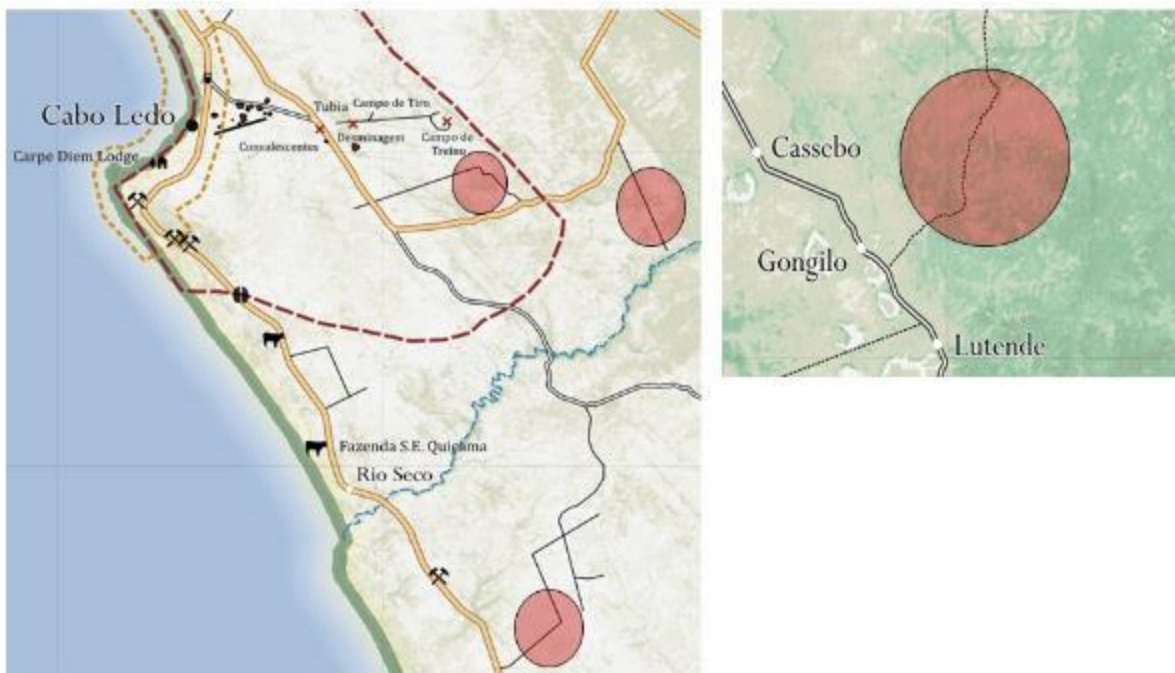 Cabo Ledo
Carpe Diem Lodge
Tubia
Campo de Tiro
Convalescentes
Desminagem
Campo de
Treino
Fazenda S.E. Quiçama
Rio Seco
Cassebo
Gongilo
Lutende